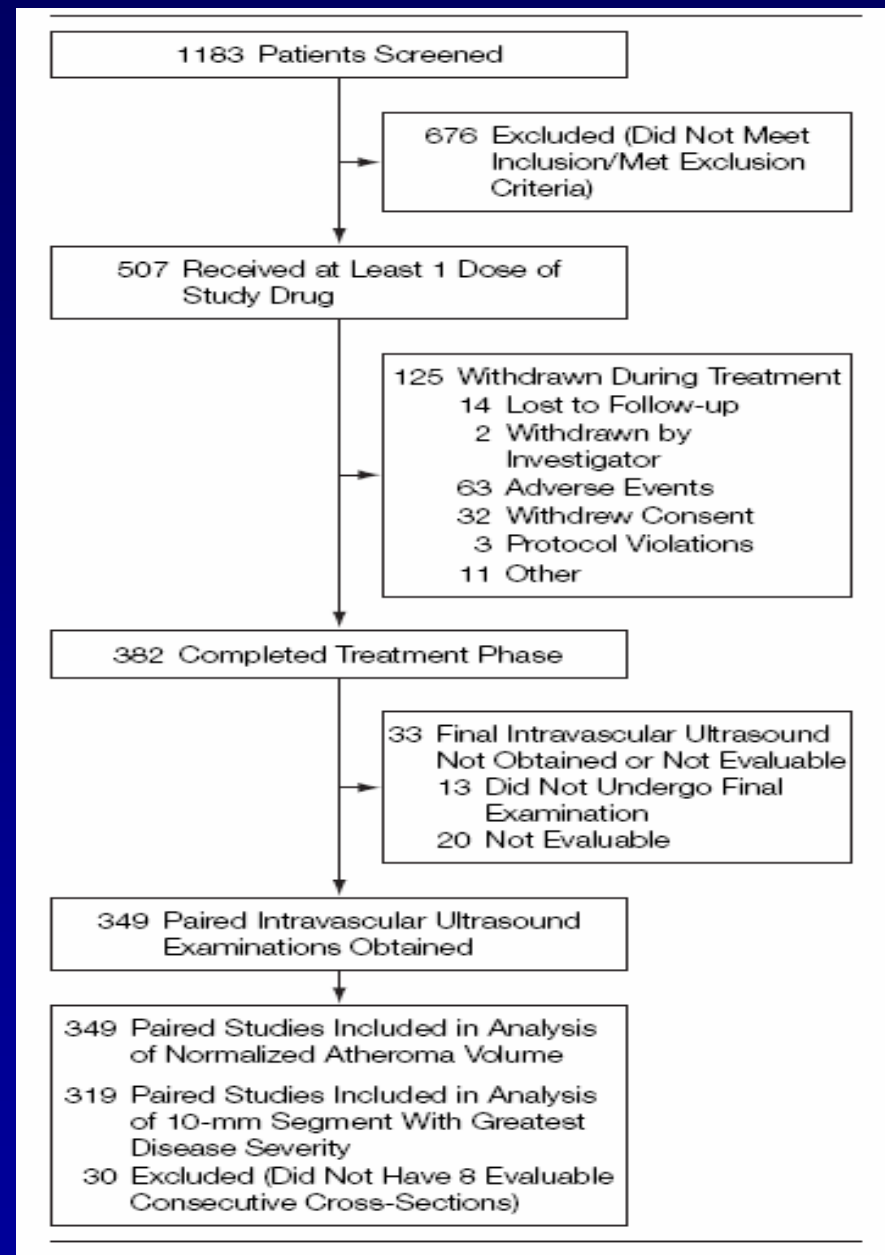 1183 Patients Screened
676 Excluded (Did Not Meet
Inclusion/Met Exclusion
Criteria)
507 Received at Least 1 Dose of
Study Drug
125 Withdrawn During Treatment
14 Lost to Follow-up
2 Withdrawn by
Investigator
63 Adverse Events
32 Withdrew Consent
3 Protocol Violations
11 Other
382 Completed Treatment Phase
33 Final Intravascular Ultrasound
Not Obtained or Not Evaluable
13 Did Not Undergo Final
Examination
20 Not Evaluable
349 Paired Intravascular Ultrasound
Examinations Obtained
349 Paired Studies Included in Analysis
of Normalized Atheroma Volume
319 Paired Studies Included in Analysis
of 10-mm Segment With Greatest
Disease Severity
30 Excluded (Did Not Have 8 Evaluable
Consecutive Cross-Sections)